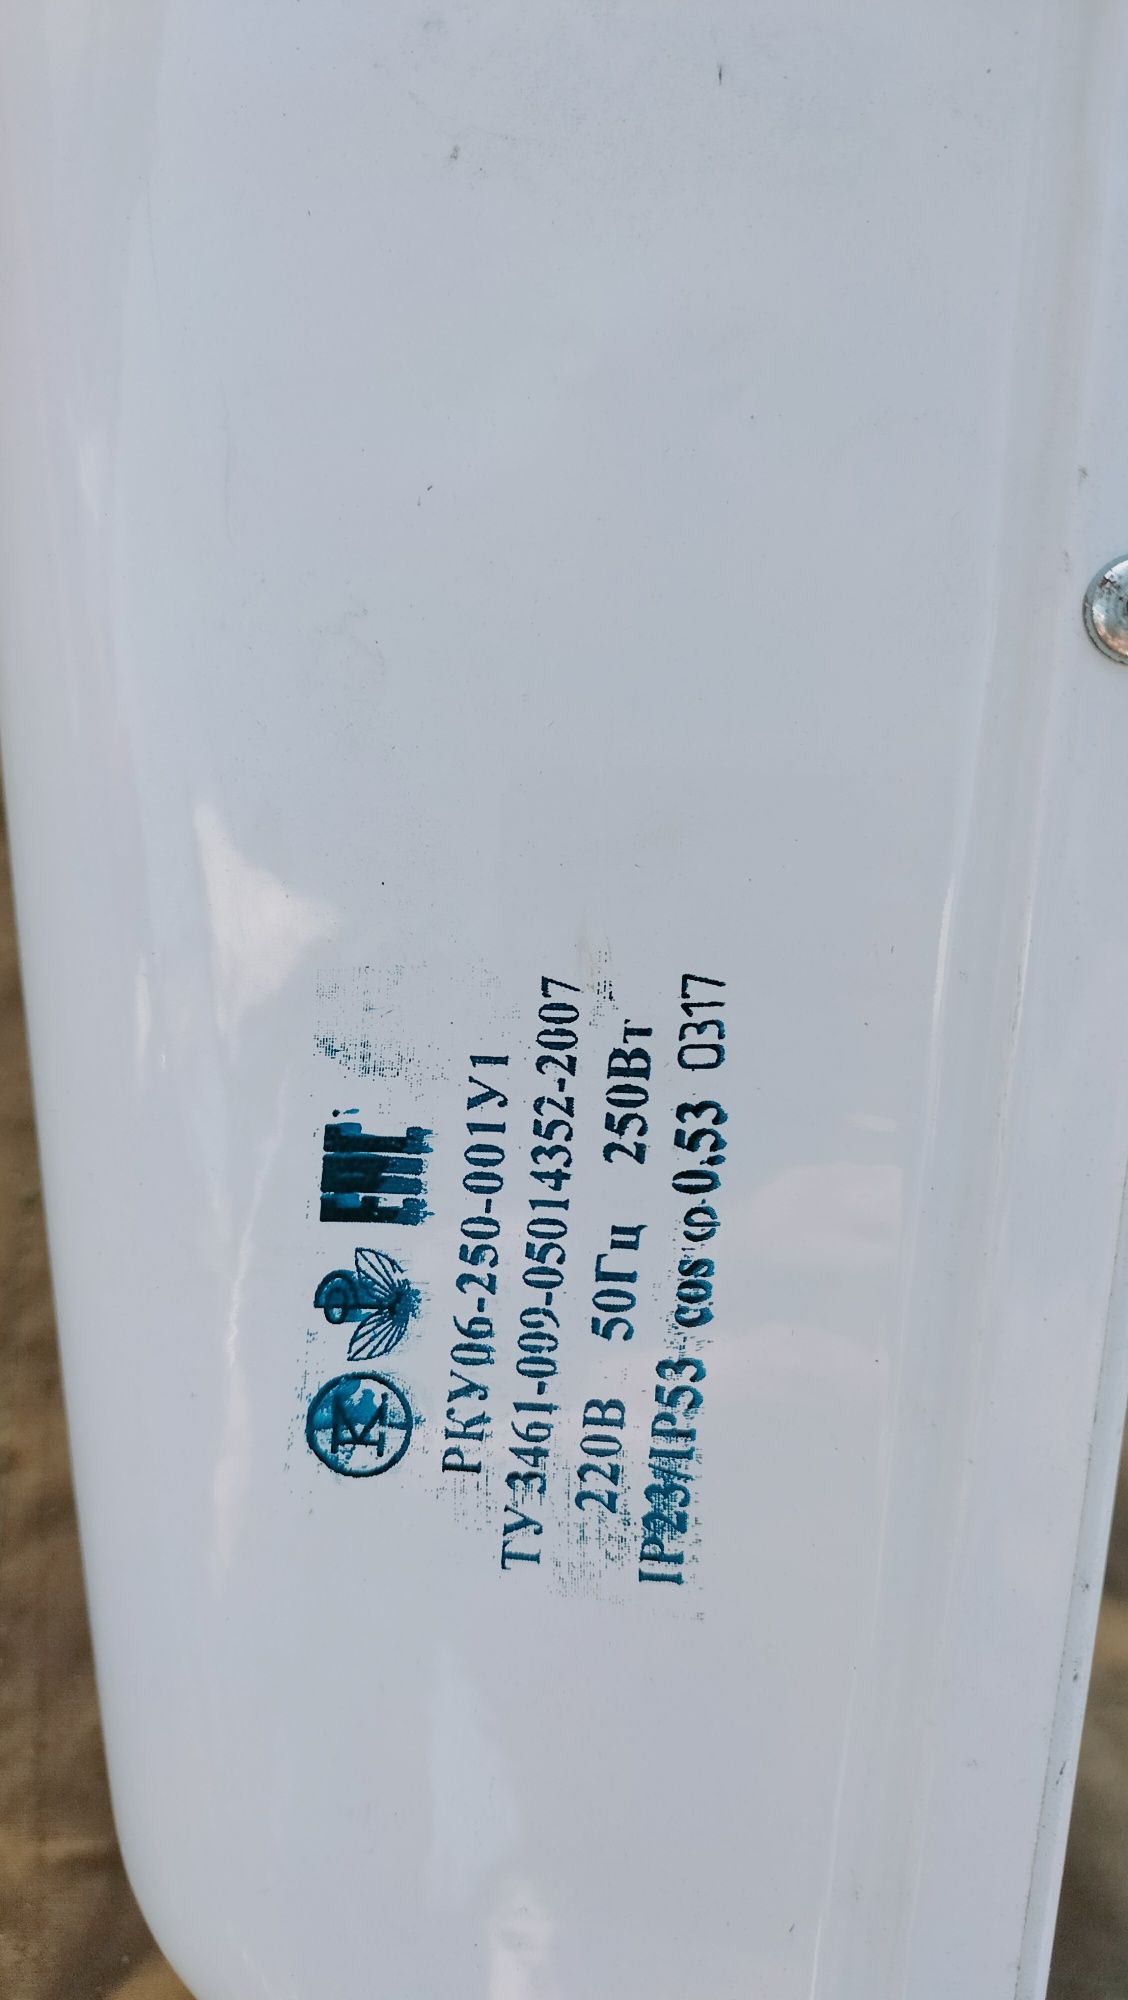 ЕАС
РКУ06-250-001У1
ТУ 3461-009-05014352-2007
220В 50Гц 250Вт
IP23/IP53 cos φ 0,53 0317